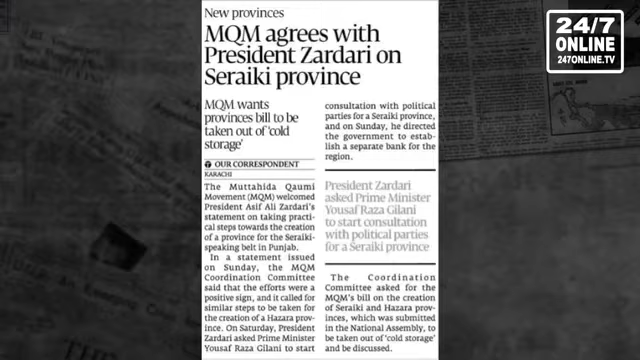 New provinces
MQM agrees with
President Zardari on
Seraiki province
MQM wants
provinces bill to be
taken out of 'cold
storage'
OUR CORRESPONDENT
KARACHI
The Muttahida Qaumi
Movement (MQM) welcomed
President Asif Ali Zardari's
statement on taking practi-
cal steps towards the creation
of a province for the Seraiki-
speaking belt in Punjab.
In a statement issued
on Sunday, the MQM
Coordination Committee
said that the efforts were a
positive sign, and it called for
similar steps to be taken for
the creation of a Hazara prov-
ince. On Saturday, President
Zardari asked Prime Minister
Yousaf Raza Gilani to start
consultation with political
parties for a Seraiki province,
and on Sunday, he directed
the government to estab-
lish a separate bank for the
region.
President Zardari
asked Prime Minister
Yousaf Raza Gilani
to start consultation
with political parties
for a Seraiki province
The Coordination
Committee asked for the
MQM's bill on the creation
of Seraiki and Hazara prov-
inces, which was submitted
in the National Assembly, to
be taken out of 'cold storage'
and be discussed.
24/7
ONLINE
247ONLINE.TV